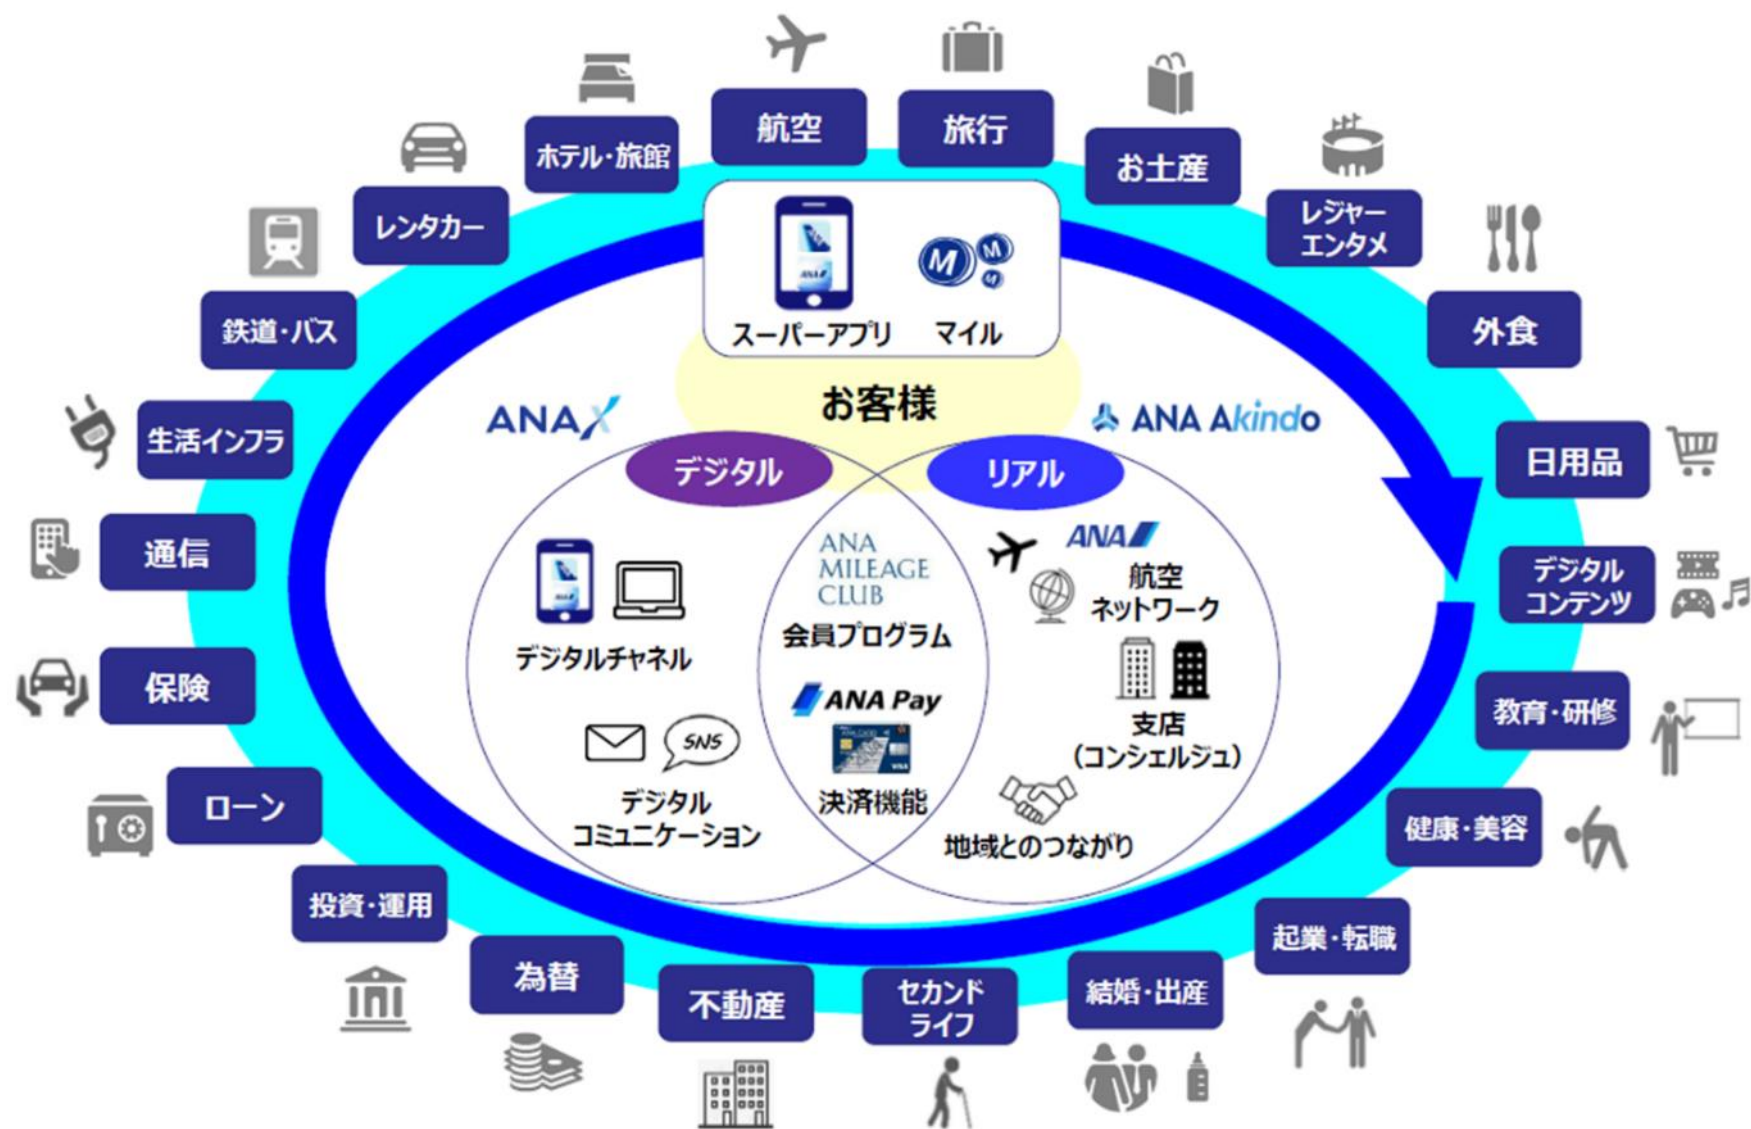 航空
旅行
お土産
レジャー
エンタメ
外食
日用品
デジタル
コンテンツ
教育・研修
健康・美容
起業・転職
結婚・出産
セカンド
ライフ
不動産
為替
投資・運用
ローン
保険
通信
生活インフラ
鉄道・バス
レンタカー
ホテル・旅館
M
M
M
スーパーアプリ
マイル
お客様
ANA X
ANA Akindo
デジタル
リアル
デジタルチャネル
SNS
デジタル
コミュニケーション
ANA
MILEAGE
CLUB
会員プログラム
ANA Pay
VISA
決済機能
ANA
航空
ネットワーク
支店
(コンシェルジュ)
地域とのつながり